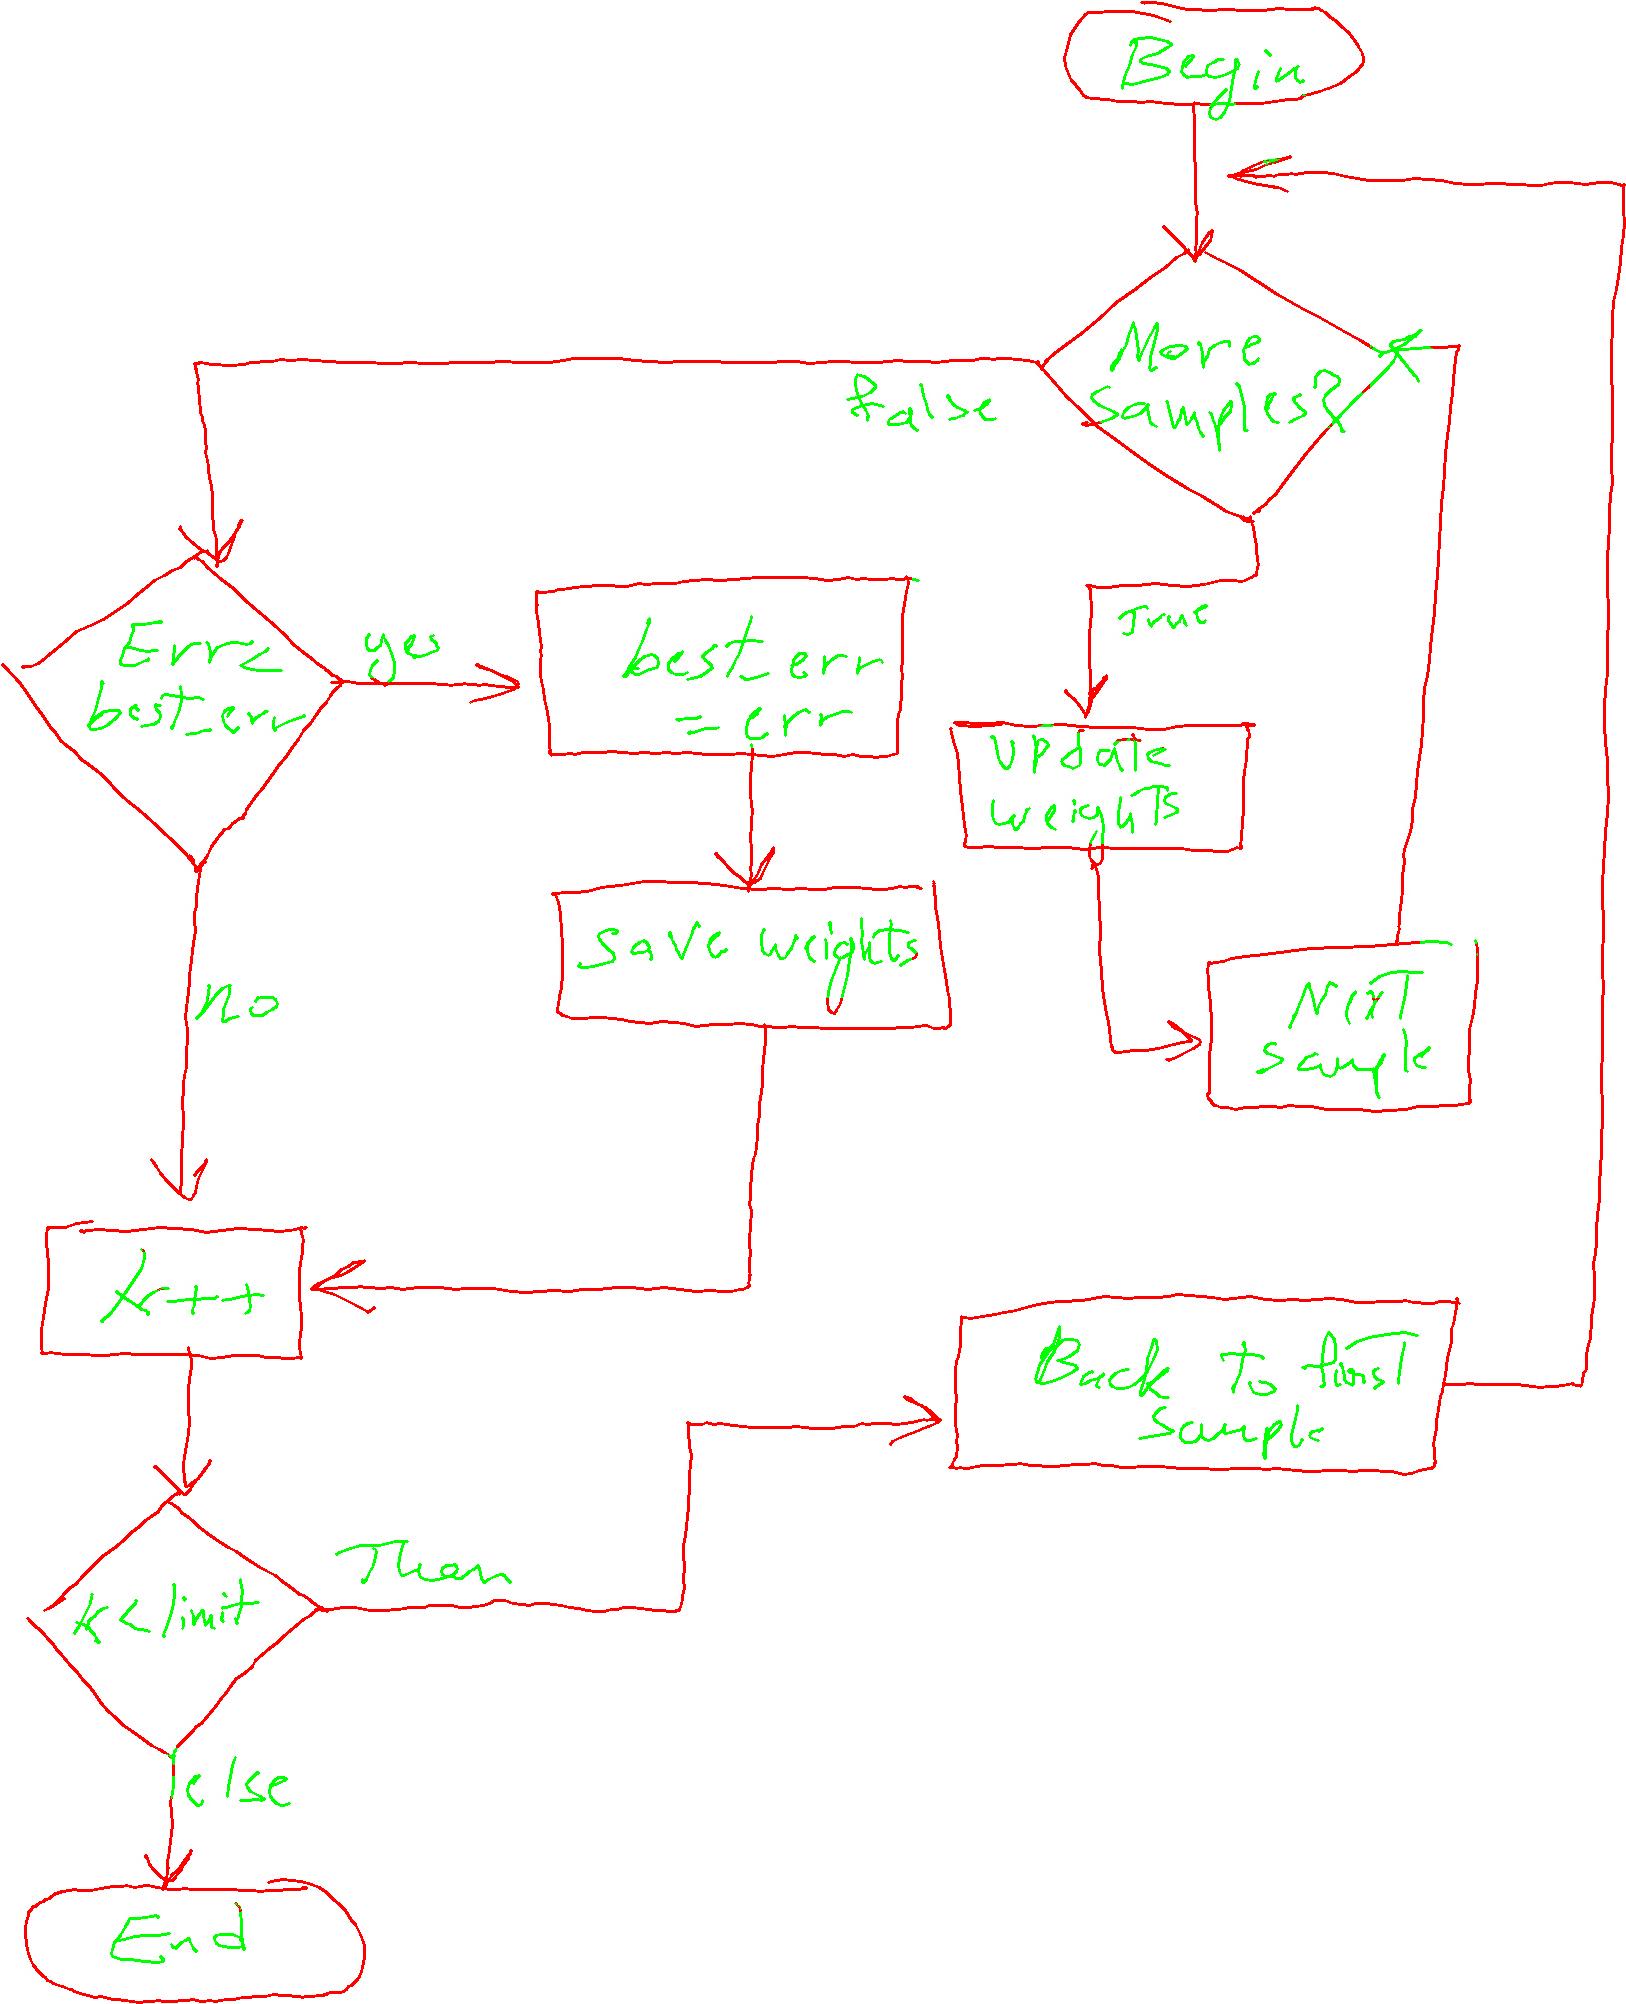 Begin
More
samples?
false
True
Err<
best_err
yes
best_err
= err
update
weights
save weights
Next
sample
no
k++
Back to first
sample
Then
k<limit
else
End